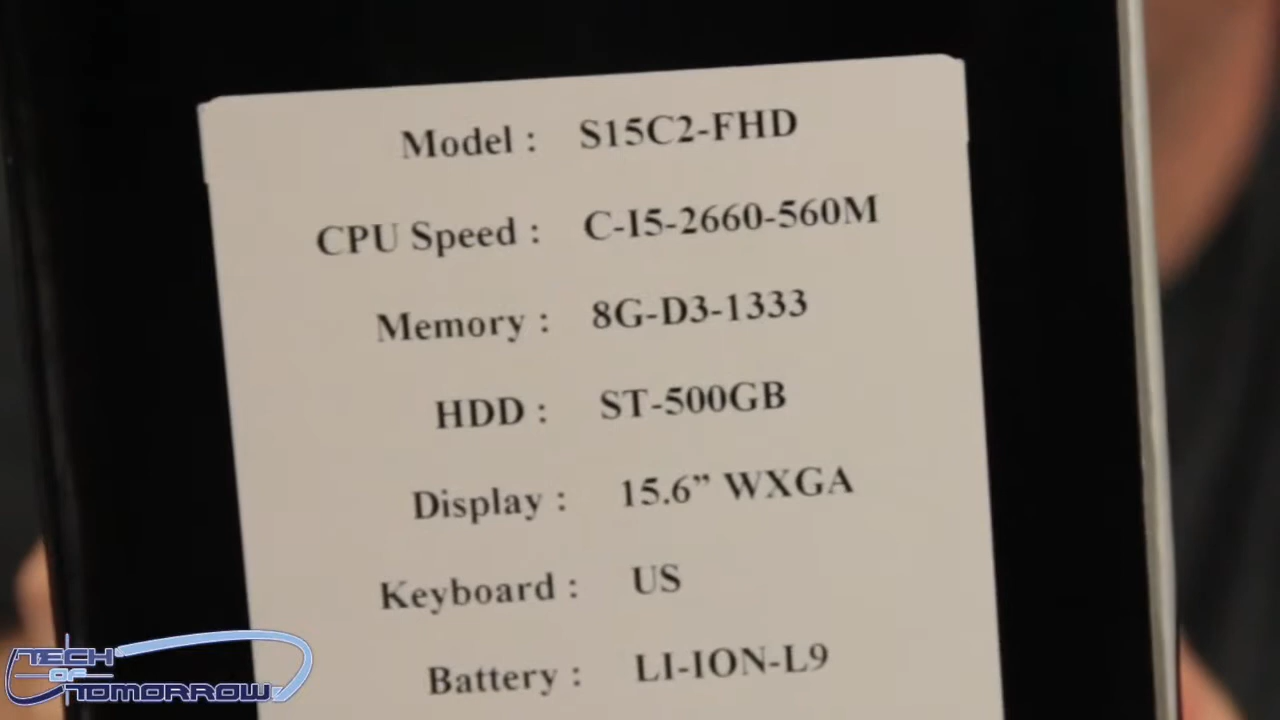 Model : S15C2-FHD
CPU Speed : C-I5-2660-560M
Memory : 8G-D3-1333
HDD : ST-500GB
Display : 15.6” WXGA
Keyboard : US
Battery : LI-ION-L9
TECH
OF
TOMORROW